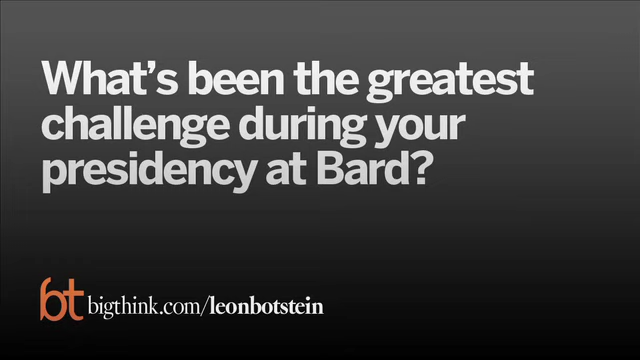 What's been the greatest
challenge during your
presidency at Bard?
bt bigthink.com/leonbotstein